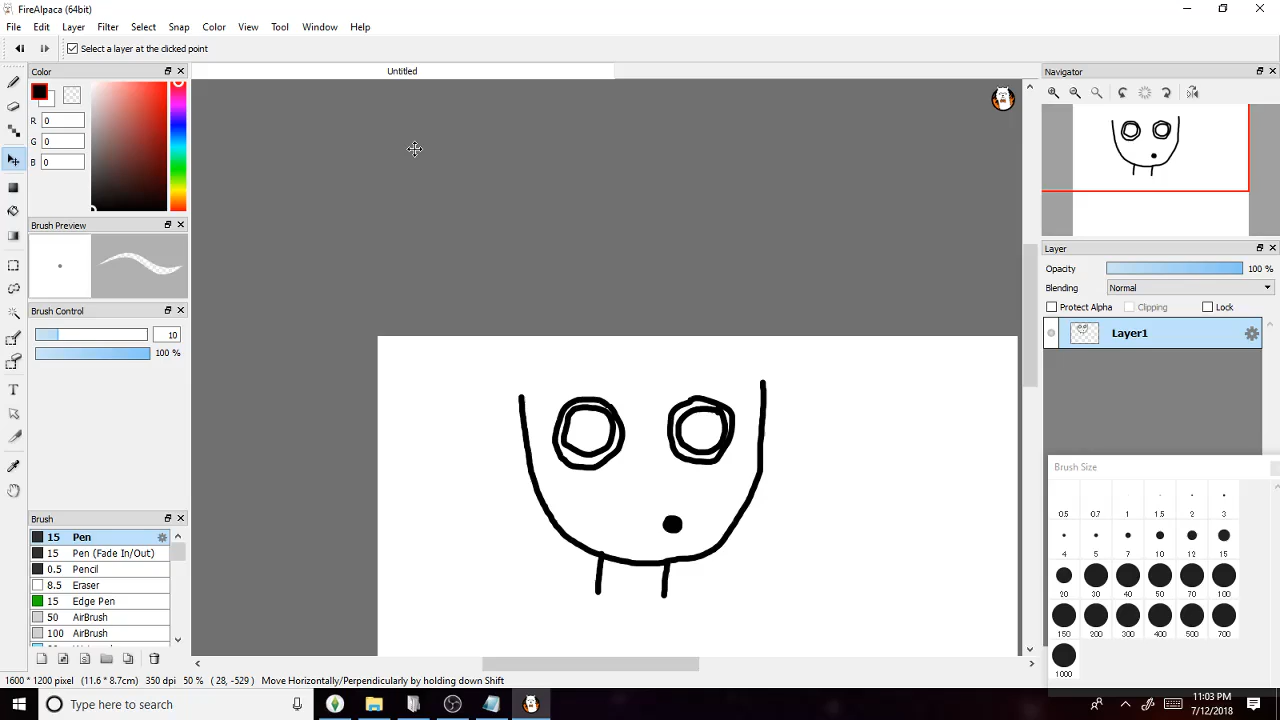 FireAlpaca (64bit)
File Edit Layer Filter Select Snap Color View Tool Window Help
Select a layer at the clicked point
Color
Untitled
Navigator
R 0
G 0
B 0
Brush Preview
Brush Control
10
100 %
Layer
Opacity 100 %
Blending Normal
Protect Alpha Clipping Lock
Layer1
Brush Size
0.5 0.7 1 1.5 2 3
4 5 7 10 12 15
20 30 40 50 70 100
150 200 300 400 500 700
1000
Brush
15 Pen
15 Pen (Fade In/Out)
0.5 Pencil
8.5 Eraser
15 Edge Pen
50 AirBrush
100 AirBrush
1600 * 1200 pixel (11.6 * 8.7cm) 350 dpi 50 % ( 28, -529 ) Move Horizontally/Perpendicularly by holding down Shift
Type here to search
11:03 PM
7/12/2018